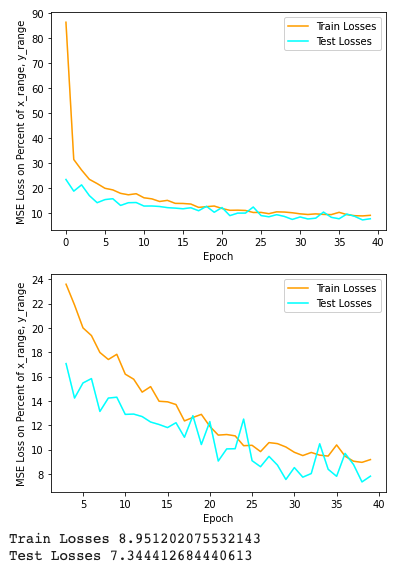 90
80
70
60
50
40
30
20
10
MSE Loss on Percent of x_range, y_range
Train Losses
Test Losses
0 5 10 15 20 25 30 35 40
Epoch
24
22
20
18
16
14
12
10
8
MSE Loss on Percent of x_range, y_range
Train Losses
Test Losses
5 10 15 20 25 30 35 40
Epoch
Train Losses 8.951202075532143
Test Losses 7.344412684440613